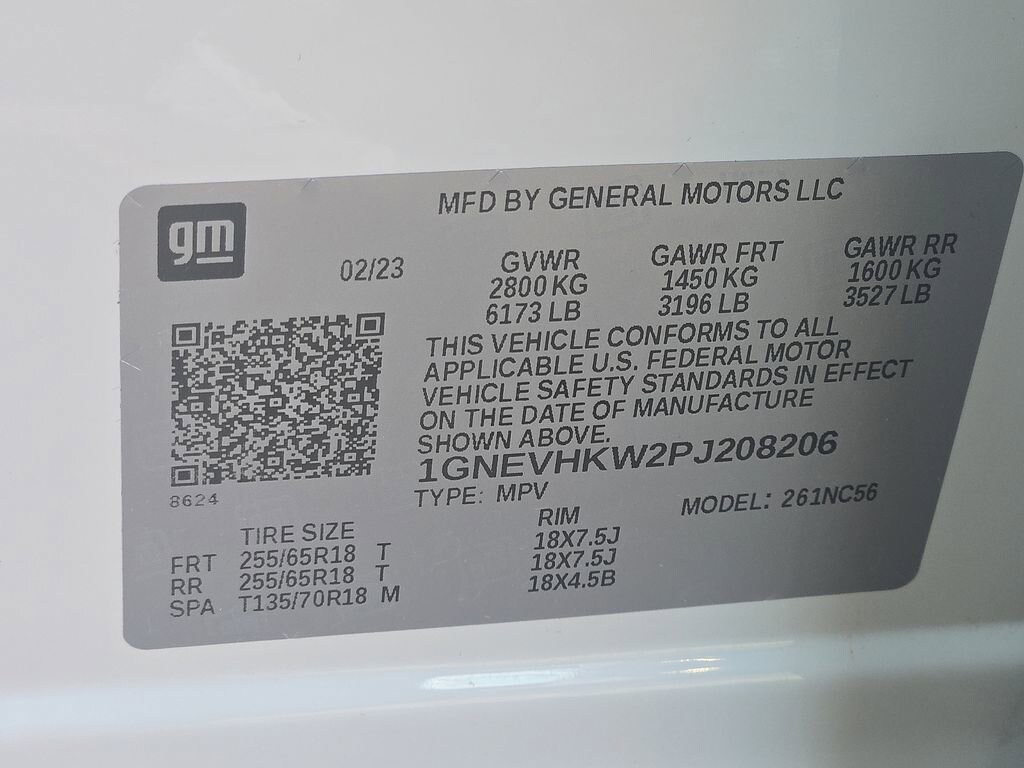 MFD BY GENERAL MOTORS LLC
gm
02/23
GVWR GAWR FRT GAWR RR
2800 KG 1450 KG 1600 KG
6173 LB 3196 LB 3527 LB
THIS VEHICLE CONFORMS TO ALL
APPLICABLE U.S. FEDERAL MOTOR
VEHICLE SAFETY STANDARDS IN EFFECT
ON THE DATE OF MANUFACTURE
SHOWN ABOVE.
1GNEVHKW2PJ208206
8624
TYPE: MPV MODEL: 261NC56
TIRE SIZE RIM
FRT 255/65R18 T 18X7.5J
RR 255/65R18 T 18X7.5J
SPA T135/70R18 M 18X4.5B